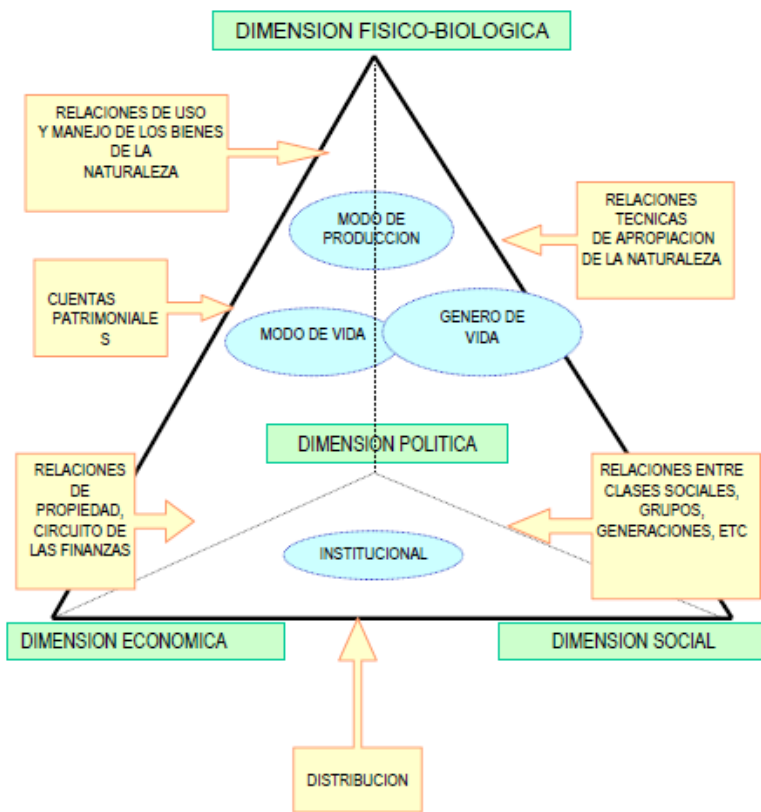 DIMENSION FISICO-BIOLOGICA
RELACIONES DE USO
Y MANEJO DE LOS BIENES
DE LA
NATURALEZA
MODO DE
PRODUCCION
RELACIONES
TECNICAS
DE APROPIACION
DE LA NATURALEZA
CUENTAS
PATRIMONIALE
S
MODO DE VIDA
GENERO DE
VIDA
DIMENSION POLITICA
RELACIONES
DE
PROPIEDAD,
CIRCUITO DE
LAS FINANZAS
RELACIONES ENTRE
CLASES SOCIALES,
GRUPOS,
GENERACIONES, ETC
INSTITUCIONAL
DIMENSION ECONOMICA
DIMENSION SOCIAL
DISTRIBUCION